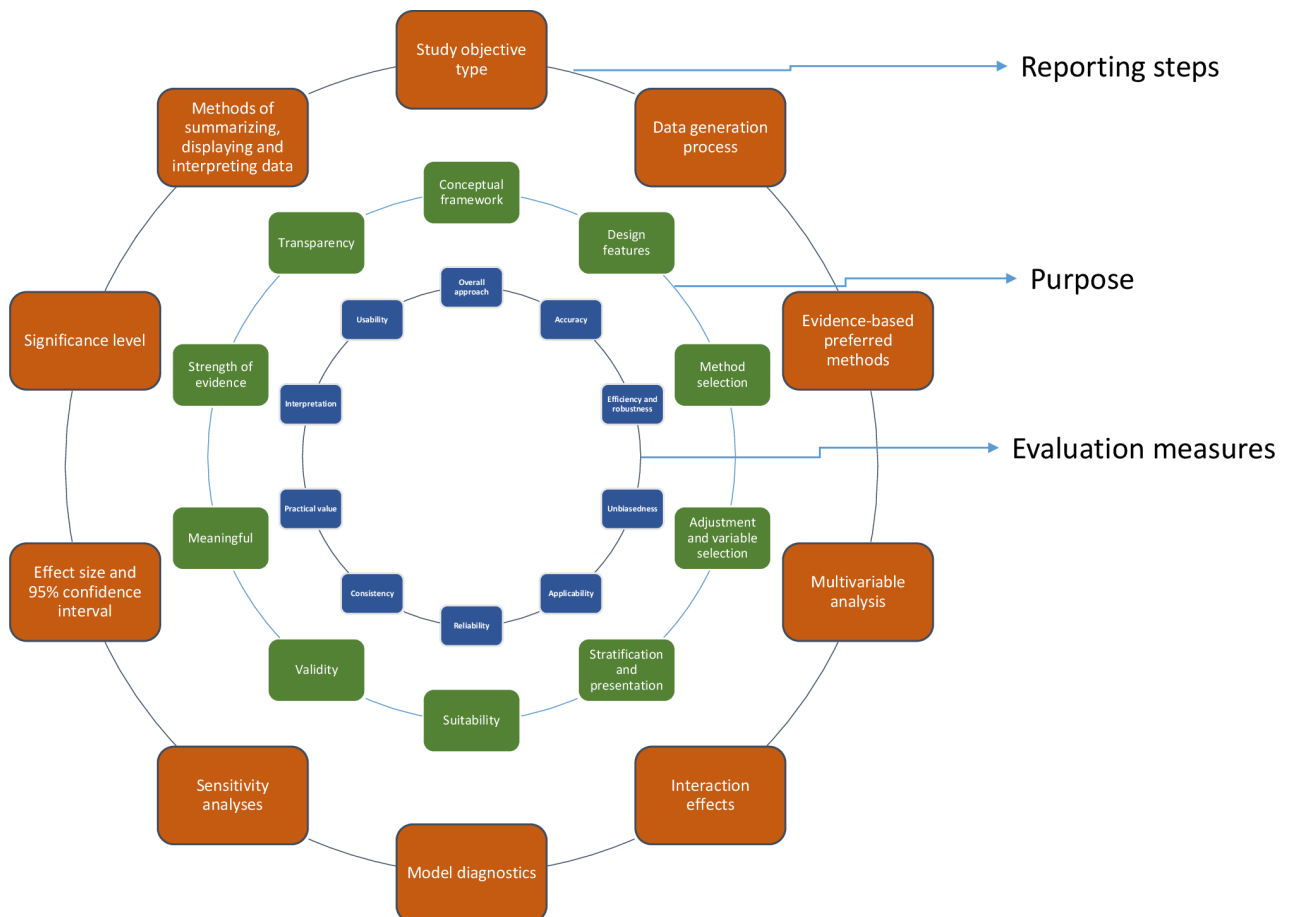 Study objective
type
Reporting steps
Data generation
process
Evidence-based
preferred
methods
Multivariable
analysis
Interaction
effects
Model diagnostics
Sensitivity
analyses
Effect size and
95% confidence
interval
Significance level
Methods of
summarizing,
displaying and
interpreting data
Conceptual
framework
Design
features
Purpose
Method
selection
Adjustment
and variable
selection
Stratification
and
presentation
Suitability
Validity
Meaningful
Strength of
evidence
Transparency
Overall
approach
Accuracy
Efficiency and
robustness
Evaluation measures
Unbiasedness
Applicability
Reliability
Consistency
Practical value
Interpretation
Usability